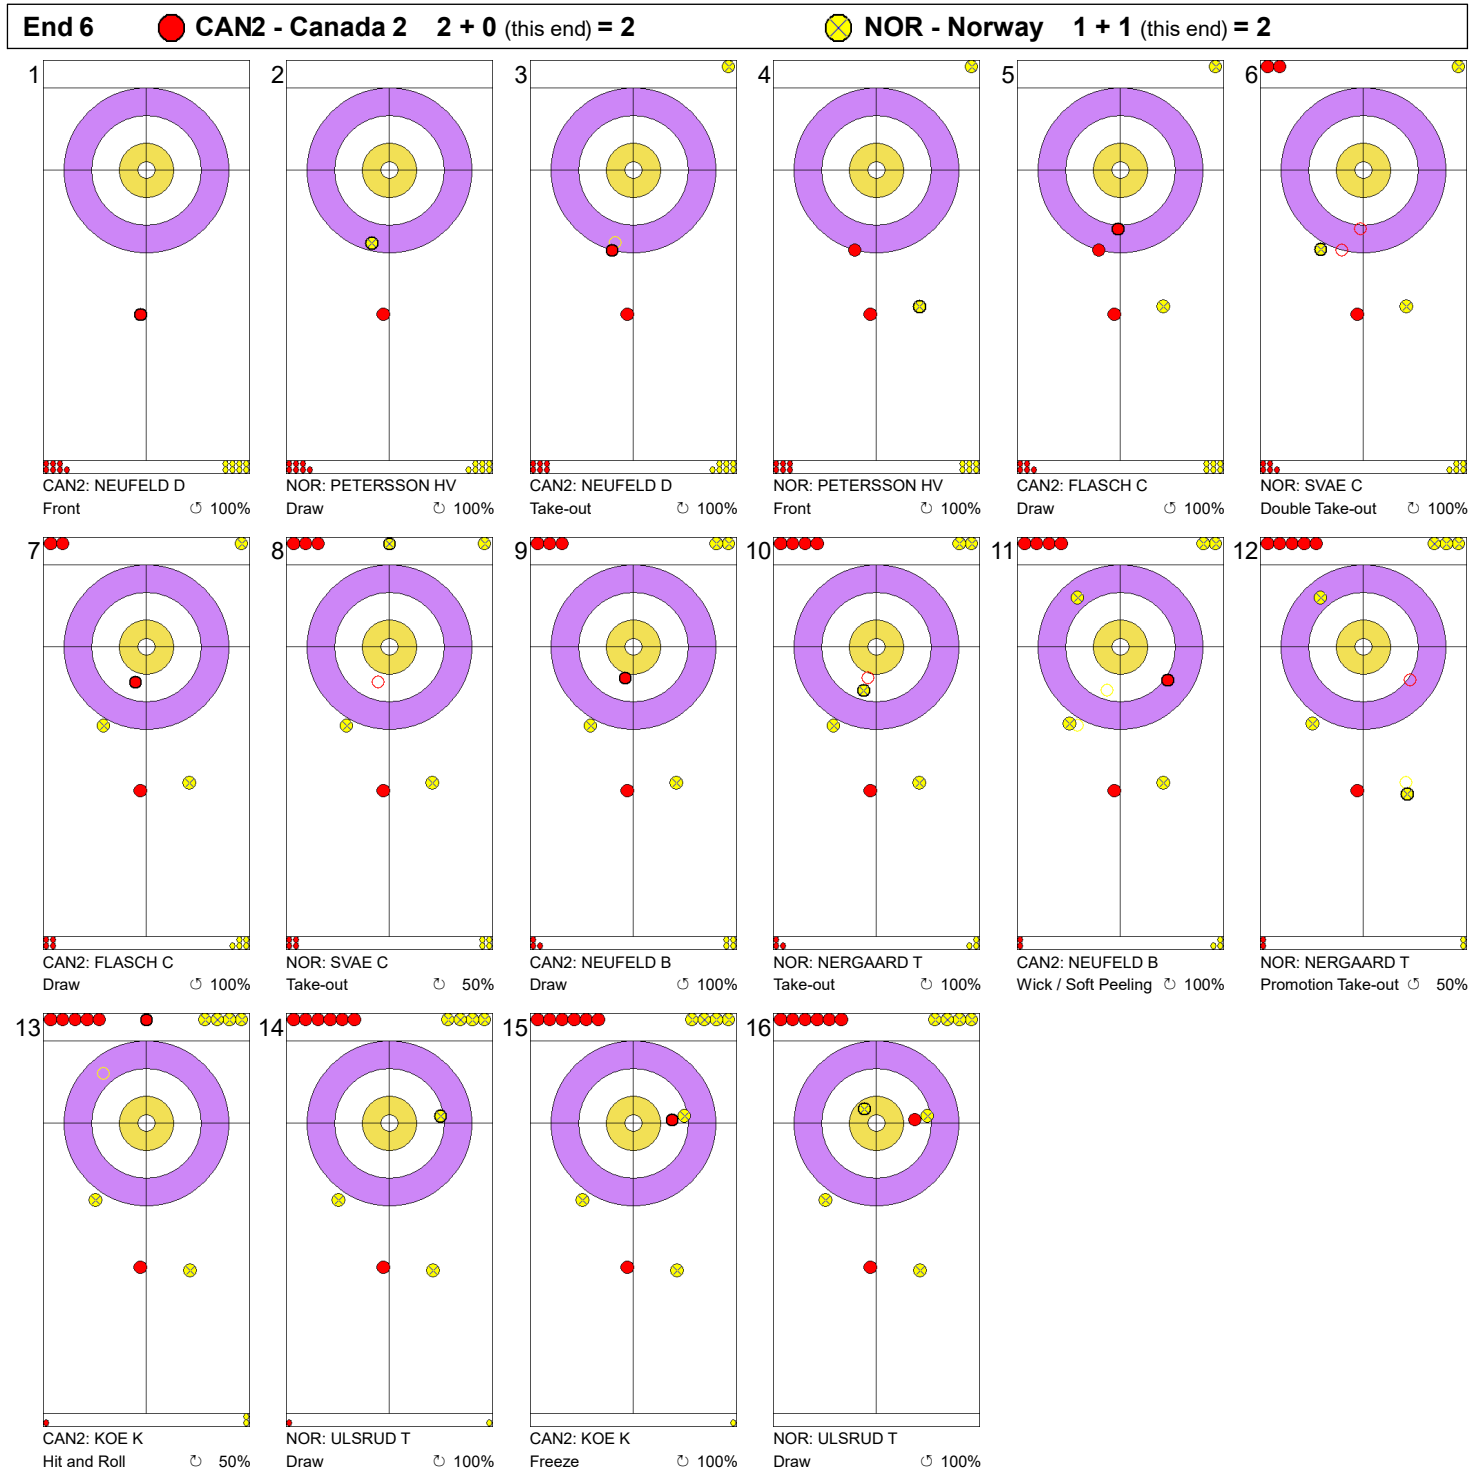 End 6 CAN2 - Canada 2 2 + 0 (this end) = 2 NOR - Norway 1 + 1 (this end) = 2
1 2 3 4 5 6
CAN2: NEUFELD D NOR: PETERSSON HV CAN2: NEUFELD D NOR: PETERSSON HV CAN2: FLASCH C NOR: SVAE C
Front ↺ 100% Draw ↻ 100% Take-out ↻ 100% Front ↻ 100% Draw ↺ 100% Double Take-out ↻ 100%
7 8 9 10 11 12
CAN2: FLASCH C NOR: SVAE C CAN2: NEUFELD B NOR: NERGAARD T CAN2: NEUFELD B NOR: NERGAARD T
Draw ↺ 100% Take-out ↻ 50% Draw ↺ 100% Take-out ↻ 100% Wick / Soft Peeling ↻ 100% Promotion Take-out ↺ 50%
13 14 15 16
CAN2: KOE K NOR: ULSRUD T CAN2: KOE K NOR: ULSRUD T
Hit and Roll ↻ 50% Draw ↻ 100% Freeze ↻ 100% Draw ↺ 100%